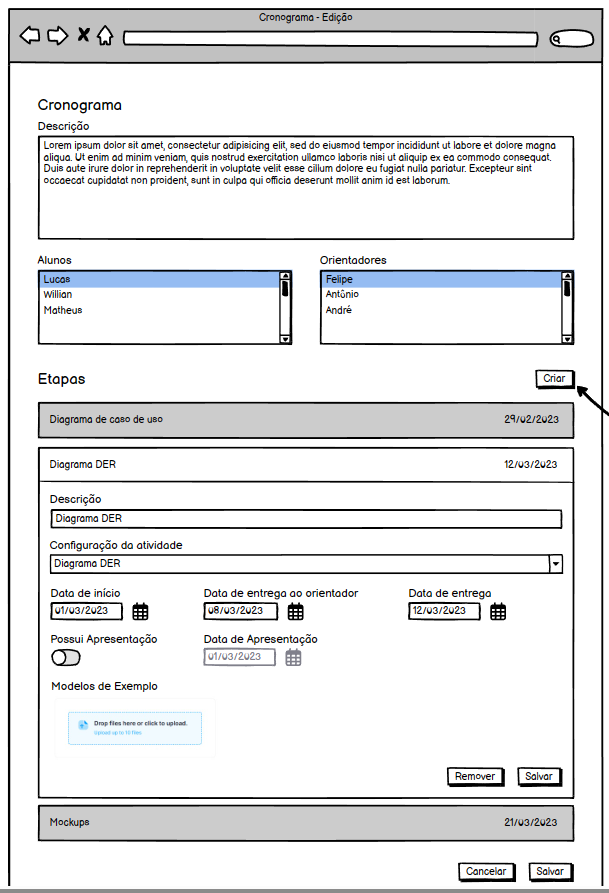 Cronograma - Edição
Cronograma
Descrição
Lorem ipsum dolor sit amet, consectetur adipisicing elit, sed do eiusmod tempor incididunt ut labore et dolore magna
aliqua. Ut enim ad minim veniam, quis nostrud exercitation ullamco laboris nisi ut aliquip ex ea commodo consequat.
Duis aute irure dolor in reprehenderit in voluptate velit esse cillum dolore eu fugiat nulla pariatur. Excepteur sint
occaecat cupidatat non proident, sunt in culpa qui officia deserunt mollit anim id est laborum.
Alunos Orientadores
Lucas Felipe
Willian Antônio
Matheus André
Etapas Criar
Diagrama de caso de uso 29/02/2023
Diagrama DER 12/03/2023
Descrição
Diagrama DER
Configuração da atividade
Diagrama DER
Data de início Data de entrega ao orientador Data de entrega
01/03/2023 08/03/2023 12/03/2023
Possui Apresentação Data de Apresentação
01/03/2023
Modelos de Exemplo
Drop files here or click to upload.
Upload up to 10 files
Remover Salvar
Mockups 21/03/2023
Cancelar Salvar